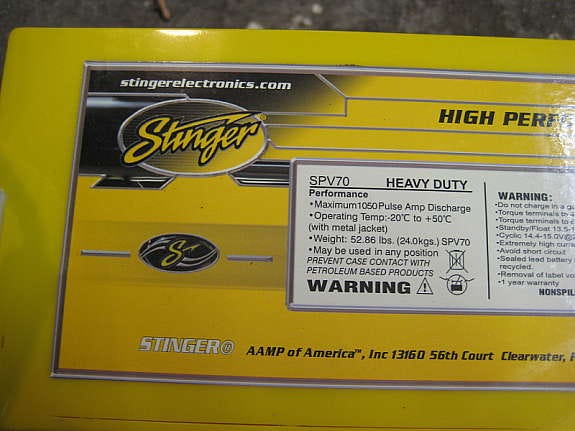 stingerelectronics.com
Stinger®
HIGH
SPV70 HEAVY DUTY
Performance
•Maximum1050Pulse Amp Discharge
•Operating Temp:-20℃ to +50℃
(with metal jacket)
•Weight: 52.86 lbs. (24.0kgs.) SPV70
•May be used in any position
PREVENT CASE CONTACT WITH
PETROLEUM BASED PRODUCTS
WARNING
WARNING:
•Do not charge in a
•Torque terminals to
•Torque terminals to
•Standby/Float 13.5-
•Cyclic 14.4-15.0V@
•Extremely high
•Avoid short circuit
•Sealed lead battery
recycled.
•Removal of label
•1 year warranty
S
STINGER©
AAMP of America™, Inc 13160 56th Court Clearwater,